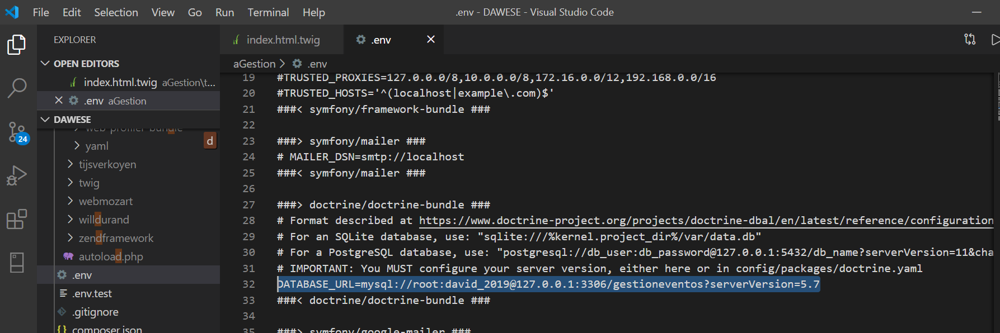 File Edit Selection View Go Run Terminal Help
.env - DAWESE - Visual Studio Code
EXPLORER
OPEN EDITORS
index.html.twig aGestion\t...
.env aGestion
DAWESE
24
web-profiler-bundle
yaml
d
tijsverkoyen
twig
webmozart
willdurand
zendframework
autoload.php
.env
.env.test
.gitignore
composer.json
index.html.twig
.env
aGestion > .env
19 #TRUSTED_PROXIES=127.0.0.0/8,10.0.0.0/8,172.16.0.0/12,192.168.0.0/16
20 #TRUSTED_HOSTS='^(localhost|example\.com)$'
21 ###< symfony/framework-bundle ###
22
23 ###> symfony/mailer ###
24 # MAILER_DSN=smtp://localhost
25 ###< symfony/mailer ###
26
27 ###> doctrine/doctrine-bundle ###
28 # Format described at https://www.doctrine-project.org/projects/doctrine-dbal/en/latest/reference/configuration
29 # For an SQLite database, use: "sqlite:///%kernel.project_dir%/var/data.db"
30 # For a PostgreSQL database, use: "postgresql://db_user:db_password@127.0.0.1:5432/db_name?serverVersion=11&cha
31 # IMPORTANT: You MUST configure your server version, either here or in config/packages/doctrine.yaml
32 DATABASE_URL=mysql://root:david_2019@127.0.0.1:3306/gestioneventos?serverVersion=5.7
33 ###< doctrine/doctrine-bundle ###
34
35 ###> symfony/google-mailer ###